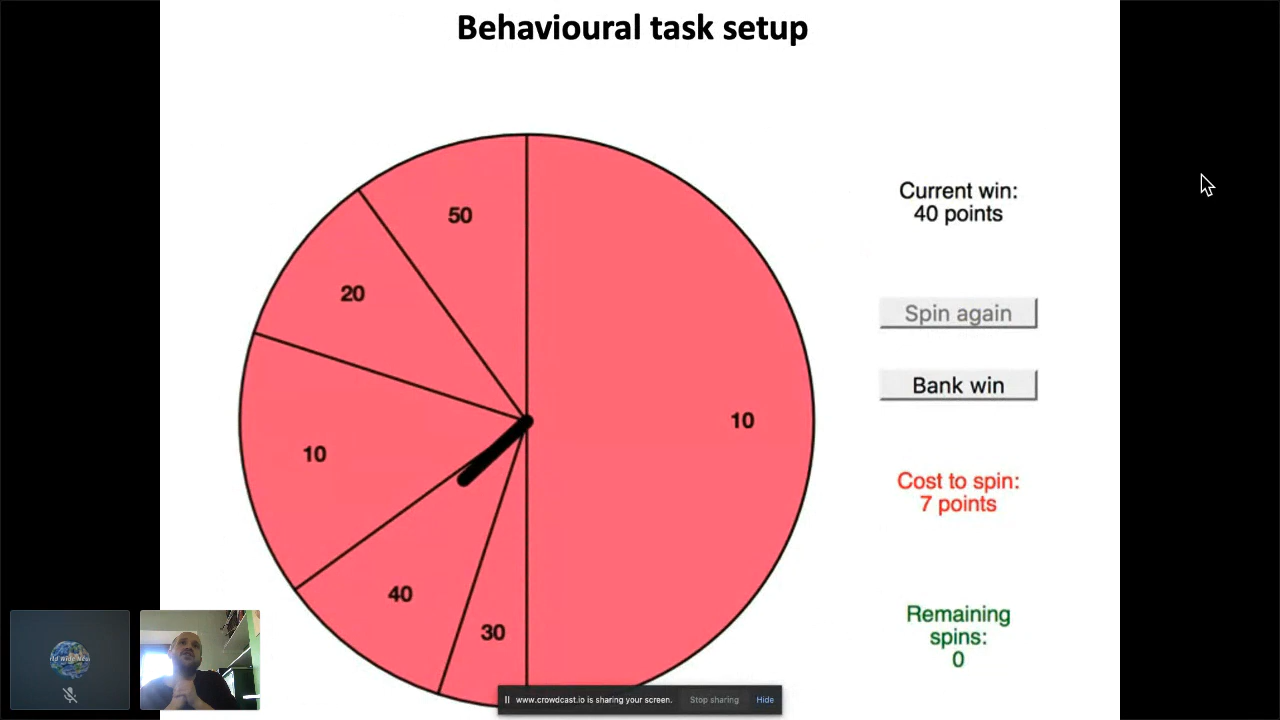 Behavioural task setup
50
20
10
40
30
10
Current win:
40 points
Spin again
Bank win
Cost to spin:
7 points
Remaining
spins:
0
www.crowdcast.io is sharing your screen.
Stop sharing
Hide